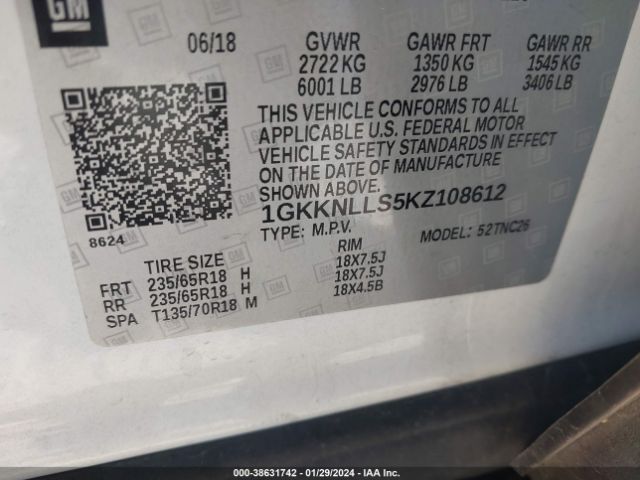 GM
06/18 GVWR GAWR FRT GAWR RR
2722 KG 1350 KG 1545 KG
6001 LB 2976 LB 3406 LB
THIS VEHICLE CONFORMS TO ALL
APPLICABLE U.S. FEDERAL MOTOR
VEHICLE SAFETY STANDARDS IN EFFECT
ON THE DATE OF MANUFACTURE
SHOWN ABOVE.
1GKKNLLS5KZ108612
8624 TYPE: M.P.V. MODEL: 52TNC26
TIRE SIZE RIM
FRT 235/65R18 H 18X7.5J
RR 235/65R18 H 18X7.5J
SPA T135/70R18 M 18X4.5B
000-38631742 - 01/29/2024 - IAA Inc.